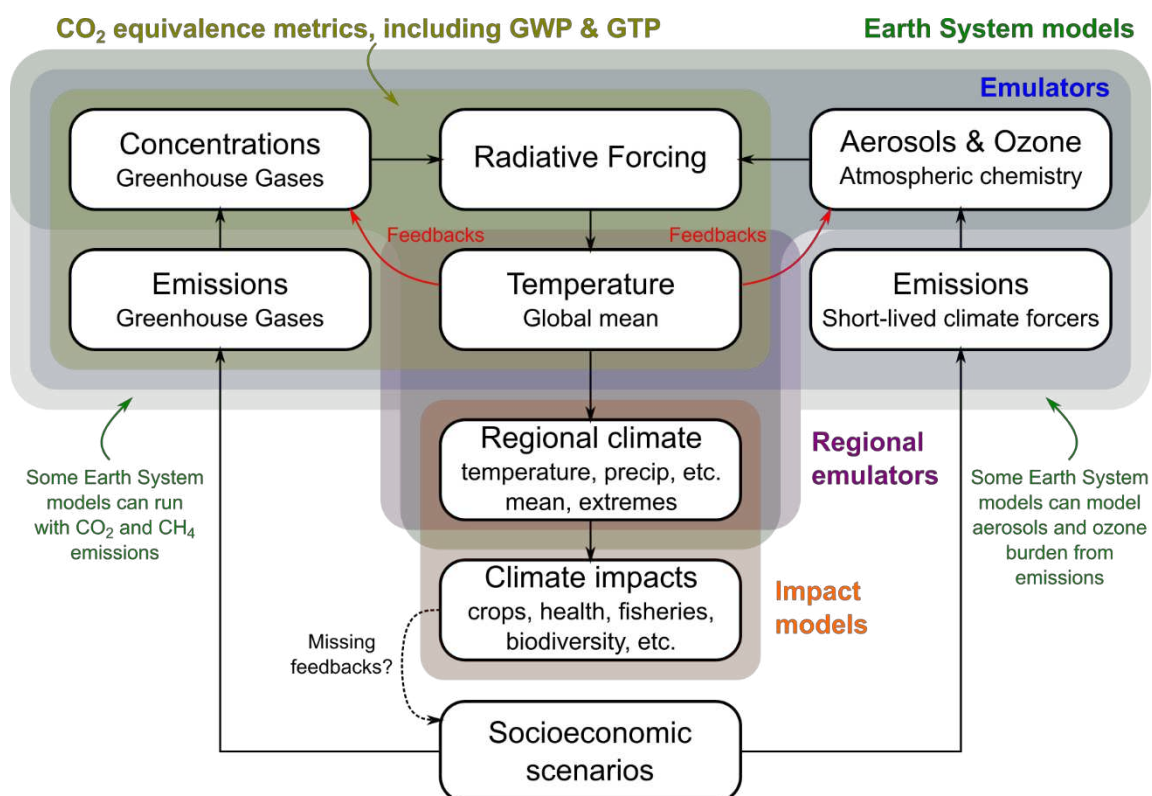 CO₂ equivalence metrics, including GWP & GTP
Earth System models
Emulators
Concentrations
Greenhouse Gases
Radiative Forcing
Aerosols & Ozone
Atmospheric chemistry
Feedbacks
Feedbacks
Emissions
Greenhouse Gases
Temperature
Global mean
Emissions
Short-lived climate forcers
Regional climate
temperature, precip, etc.
mean, extremes
Regional
emulators
Some Earth System
models can run
with CO₂ and CH₄
emissions
Some Earth System
models can model
aerosols and ozone
burden from
emissions
Climate impacts
crops, health, fisheries,
biodiversity, etc.
Impact
models
Missing
feedbacks?
Socioeconomic
scenarios